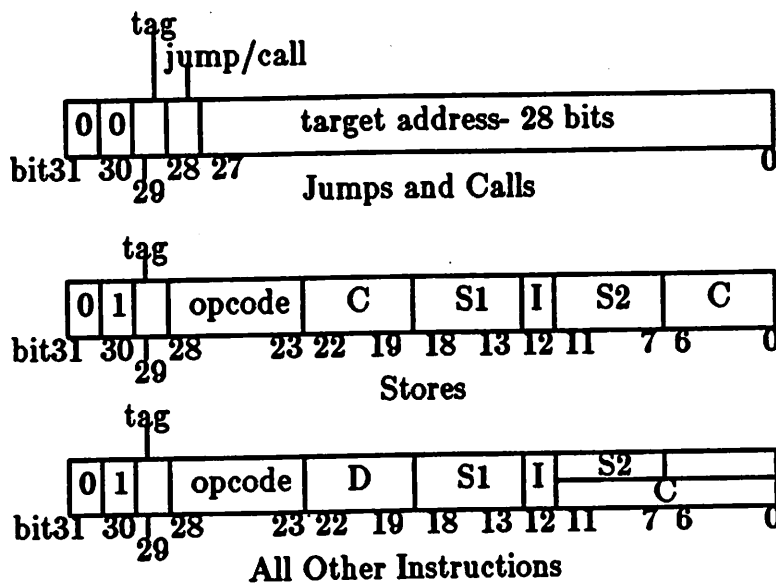 tag
jump/call
0 0 target address- 28 bits
bit31 30 29 28 27 0
Jumps and Calls
tag
0 1 opcode C S1 I S2 C
bit31 30 29 28 23 22 19 18 13 12 11 7 6 0
Stores
tag
0 1 opcode D S1 I S2 C
bit31 30 29 28 23 22 19 18 13 12 11 7 6 0
All Other Instructions